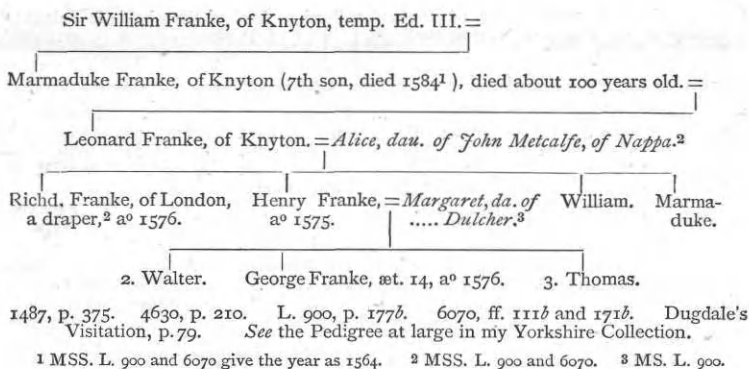 Sir William Franke, of Knyton, temp. Ed. III.=
Marmaduke Franke, of Knyton (7th son, died 1584¹), died about 100 years old.=
Leonard Franke, of Knyton.=Alice, dau. of John Metcalfe, of Nappa.²
Richd. Franke, of London, a draper,² aº 1576.
Henry Franke, aº 1575.
=Margaret, da. of ..... Dulcher.³
William.
Marma-
duke.
2. Walter. George Franke, æt. 14, aº 1576. 3. Thomas.
1487, p. 375. 4630, p. 210. L. 900, p. 177b. 6070, ff. 111b and 171b. Dugdale's
Visitation, p. 79. See the Pedigree at large in my Yorkshire Collection.
1 MSS. L. 900 and 6070 give the year as 1564. 2 MSS. L. 900 and 6070. 3 MS. L. 900.